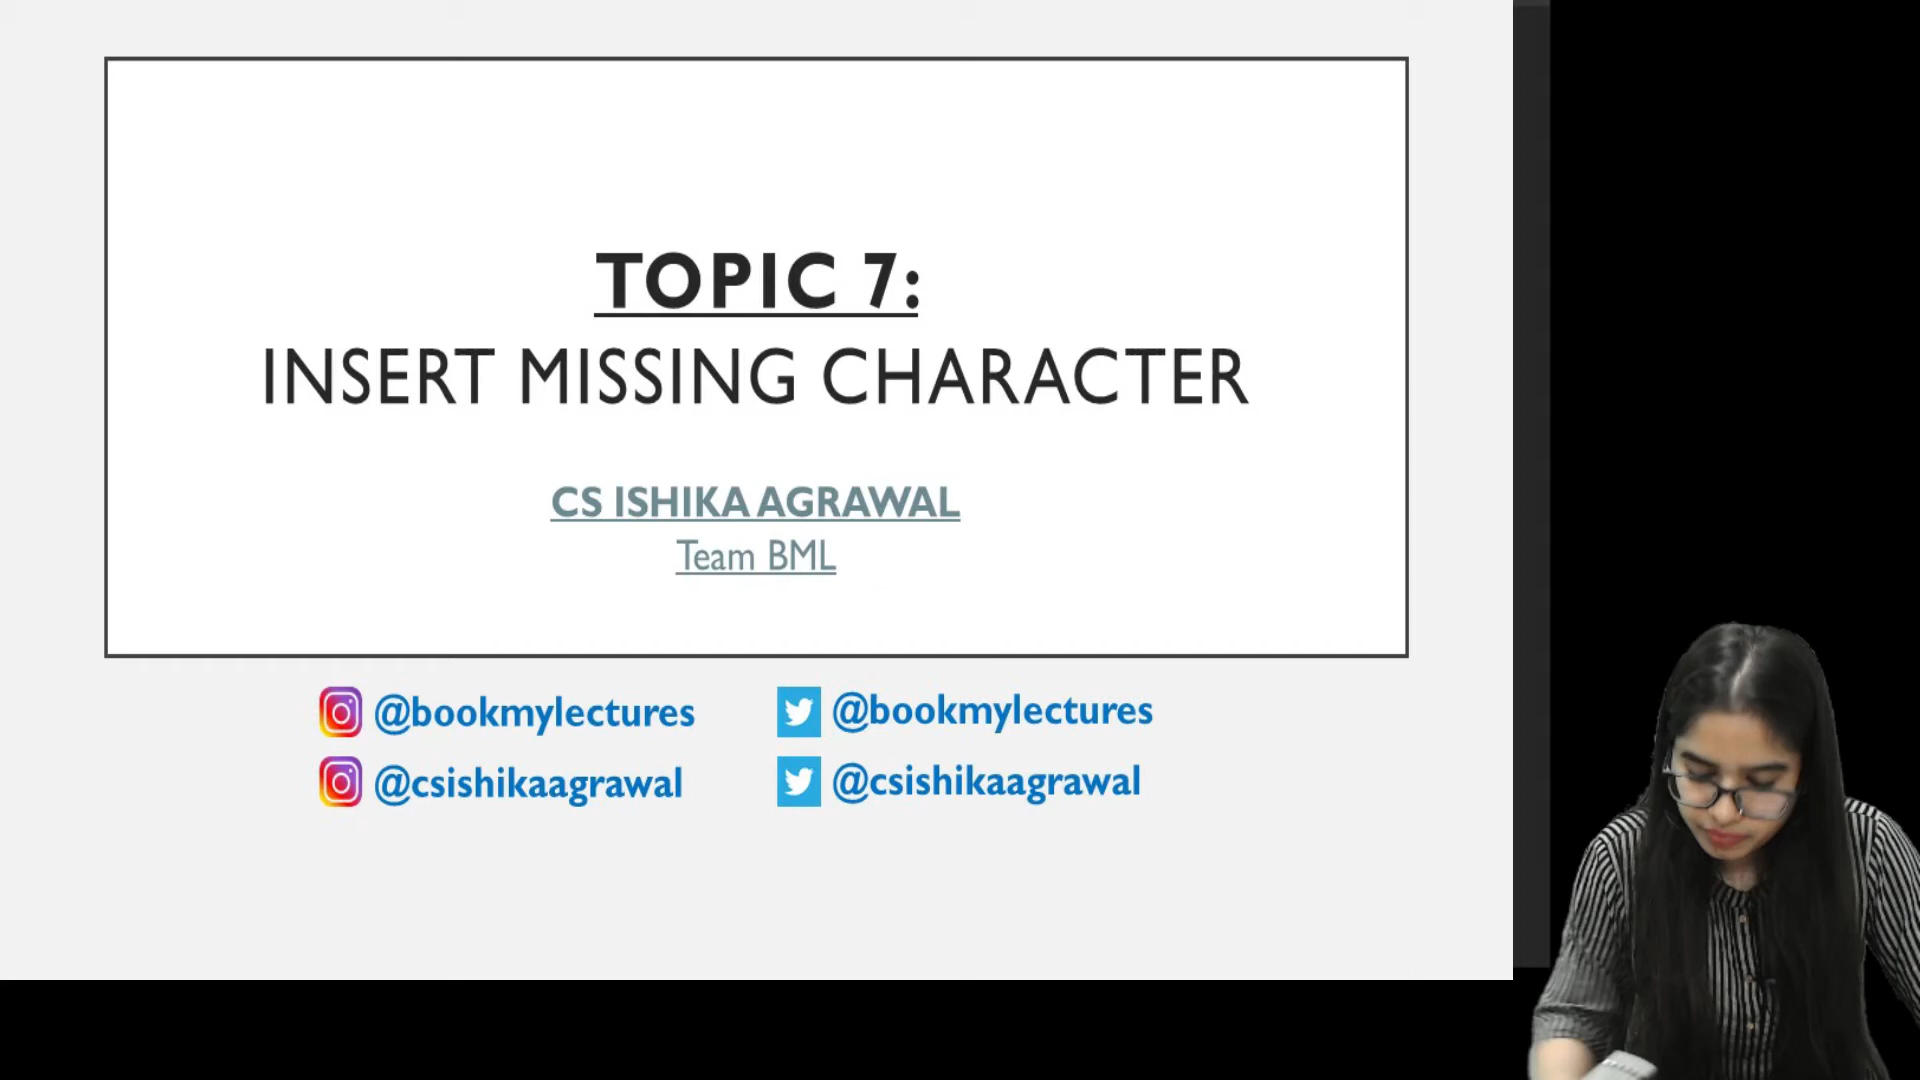 TOPIC 7:
INSERT MISSING CHARACTER
CS ISHIKA AGRAWAL
Team BML
@bookmylectures
@bookmylectures
@csishikaagrawal
@csishikaagrawal